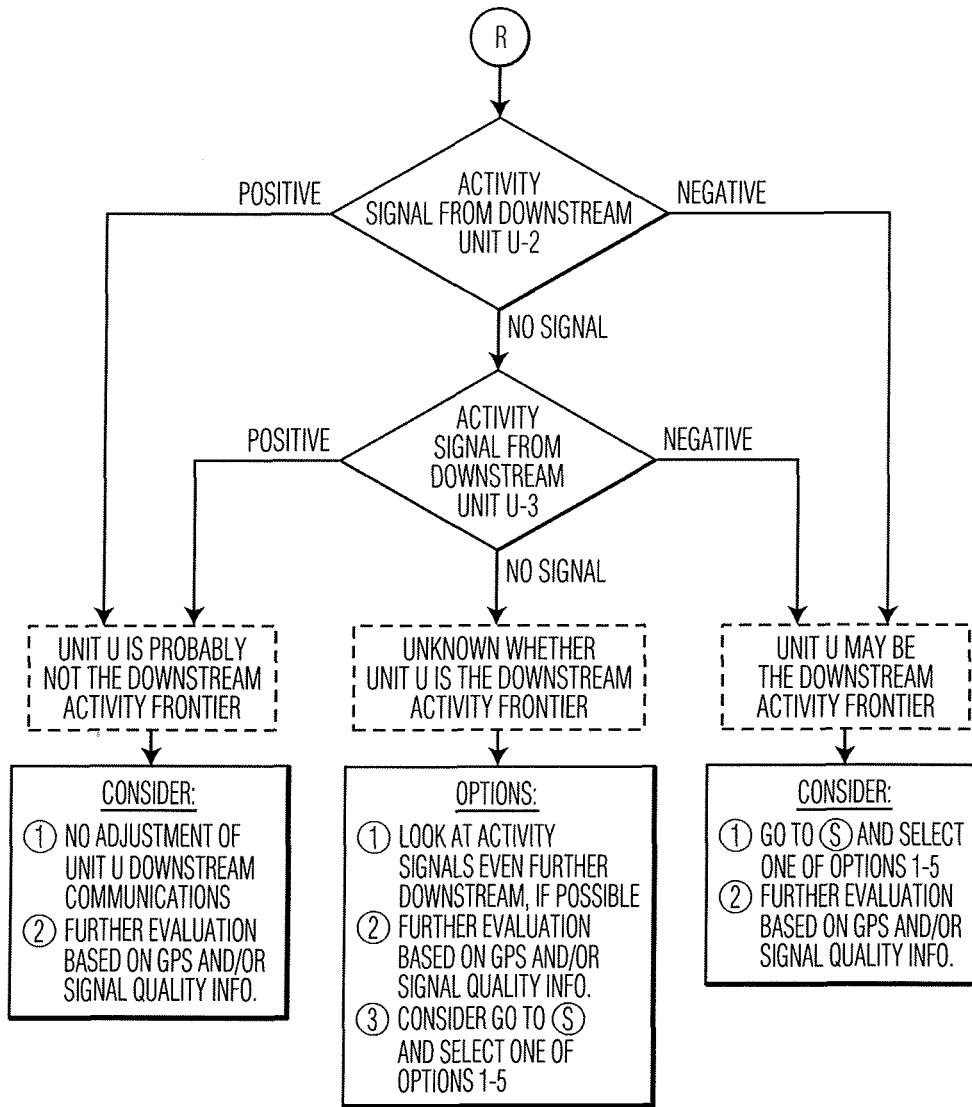 R
ACTIVITY
SIGNAL FROM DOWNSTREAM
UNIT U-2
POSITIVE
NEGATIVE
NO SIGNAL
ACTIVITY
SIGNAL FROM
DOWNSTREAM
UNIT U-3
POSITIVE
NEGATIVE
NO SIGNAL
UNIT U IS PROBABLY
NOT THE DOWNSTREAM
ACTIVITY FRONTIER
UNKNOWN WHETHER
UNIT U IS THE DOWNSTREAM
ACTIVITY FRONTIER
UNIT U MAY BE
THE DOWNSTREAM
ACTIVITY FRONTIER
CONSIDER:
1 NO ADJUSTMENT OF
UNIT U DOWNSTREAM
COMMUNICATIONS
2 FURTHER EVALUATION
BASED ON GPS AND/OR
SIGNAL QUALITY INFO.
OPTIONS:
1 LOOK AT ACTIVITY
SIGNALS EVEN FURTHER
DOWNSTREAM, IF POSSIBLE
2 FURTHER EVALUATION
BASED ON GPS AND/OR
SIGNAL QUALITY INFO.
3 CONSIDER GO TO S
AND SELECT ONE OF
OPTIONS 1-5
CONSIDER:
1 GO TO S AND SELECT
ONE OF OPTIONS 1-5
2 FURTHER EVALUATION
BASED ON GPS AND/OR
SIGNAL QUALITY INFO.